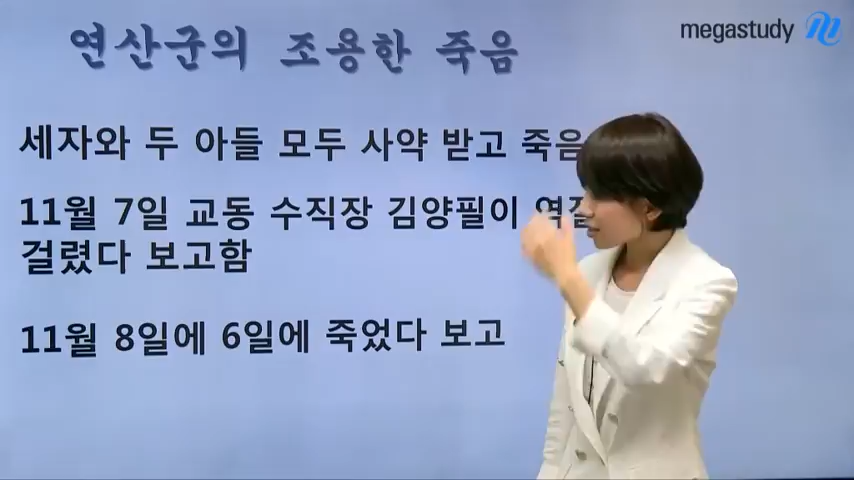 연산군의 조용한 죽음
megastudy
세자와 두 아들 모두 사약 받고 죽음
11월 7일 교동 수직장 김양필이
걸렸다 보고함
11월 8일에 6일에 죽었다 보고